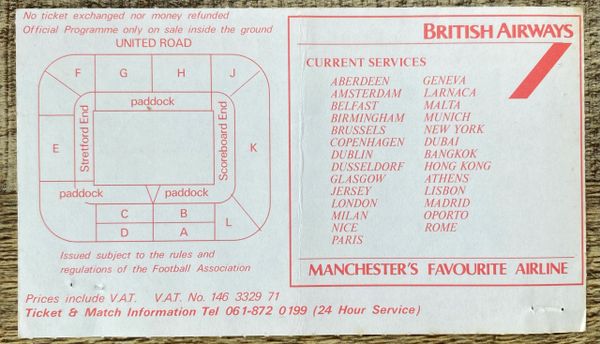 No ticket exchanged nor money refunded
Official Programme only on sale inside the ground
UNITED ROAD
F G H J
paddock
Stretford End
Scoreboard End
E
K
paddock paddock
C B
D A
L
Issued subject to the rules and
regulations of the Football Association
BRITISH AIRWAYS
CURRENT SERVICES
ABERDEEN GENEVA
AMSTERDAM LARNACA
BELFAST MALTA
BIRMINGHAM MUNICH
BRUSSELS NEW YORK
COPENHAGEN DUBAI
DUBLIN BANGKOK
DUSSELDORF HONG KONG
GLASGOW ATHENS
JERSEY LISBON
LONDON MADRID
MILAN OPORTO
NICE ROME
PARIS
MANCHESTER'S FAVOURITE AIRLINE
Prices include V.A.T. V.A.T. No. 146 3329 71
Ticket & Match Information Tel 061-872 0199 (24 Hour Service)